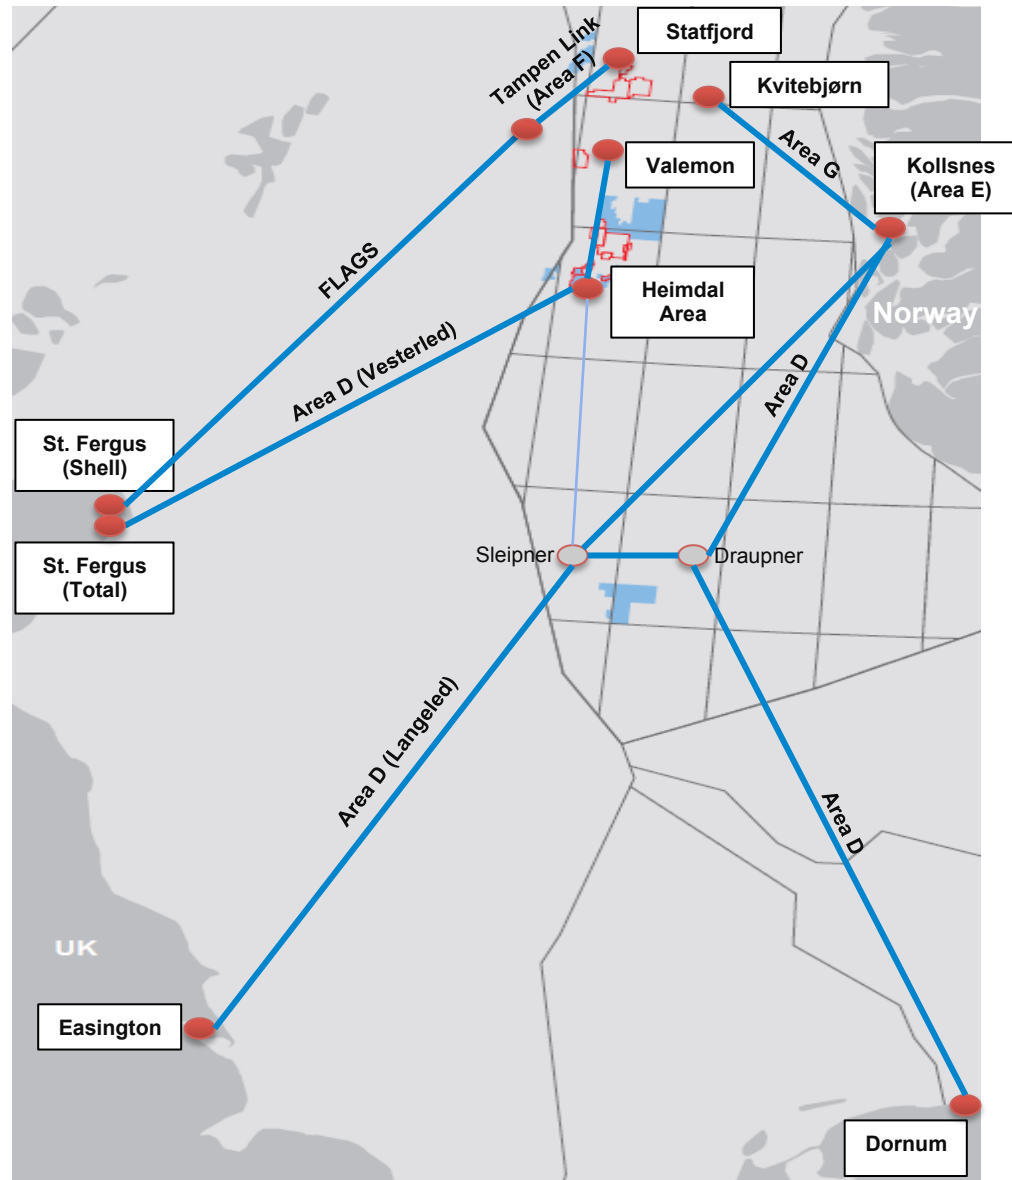 Statfjord
Tampen Link
(Area F)
Kvitebjørn
Area G
Valemon
Kollsnes
(Area E)
FLAGS
Heimdal
Area
Norway
Area D (Vesterled)
Area D
St. Fergus
(Shell)
St. Fergus
(Total)
Sleipner
Draupner
Area D (Langeled)
Area D
UK
Easington
Dornum